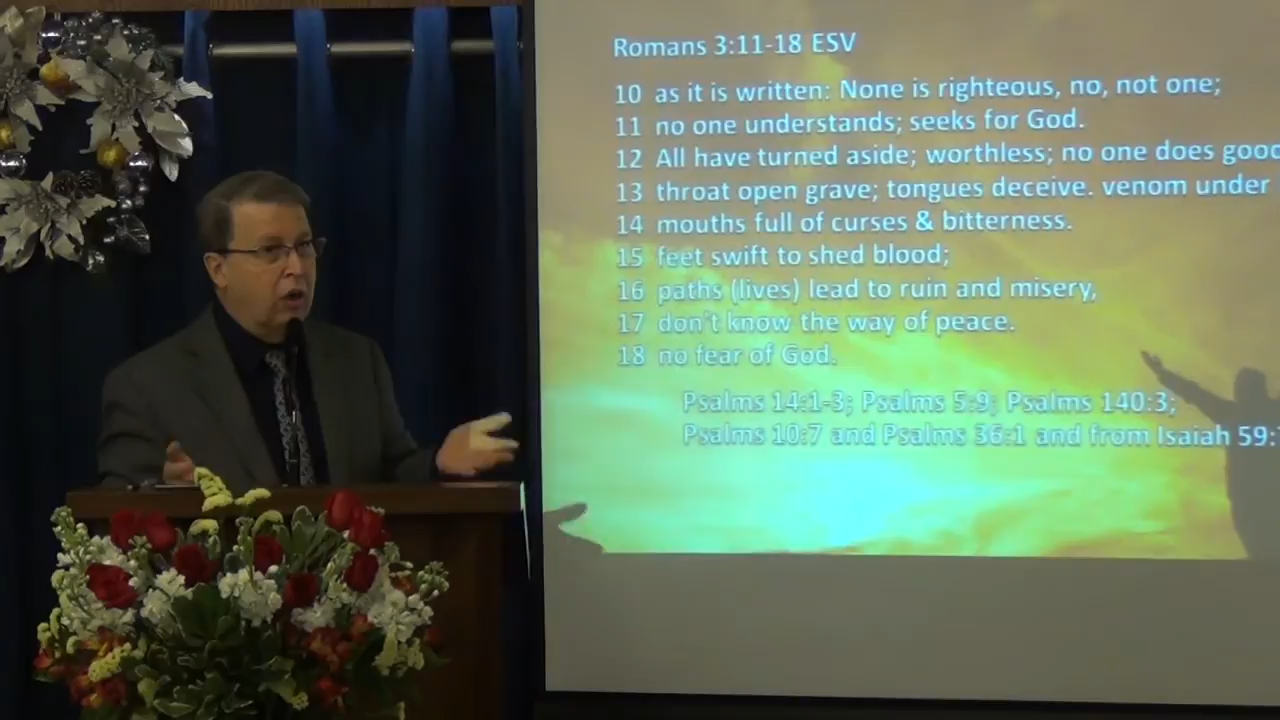 Romans 3:11-18 ESV
10 as it is written: None is righteous, no, not one;
11 no one understands; seeks for God.
12 All have turned aside; worthless; no one does good
13 throat open grave; tongues deceive. venom under
14 mouths full of curses & bitterness.
15 feet swift to shed blood;
16 paths (lives) lead to ruin and misery,
17 don't know the way of peace.
18 no fear of God.
Psalms 14:1-3; Psalms 5:9; Psalms 140:3;
Psalms 10:7 and Psalms 36:1 and from Isaiah 59: